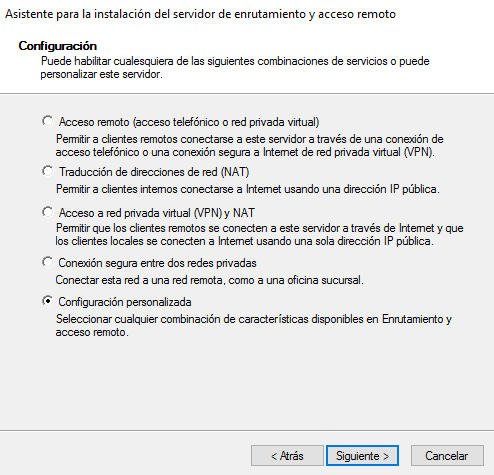 Asistente para la instalación del servidor de enrutamiento y acceso remoto
Configuración
Puede habilitar cualesquiera de las siguientes combinaciones de servicios o puede
personalizar este servidor.
Acceso remoto (acceso telefónico o red privada virtual)
Permitir a clientes remotos conectarse a este servidor a través de una conexión de
acceso telefónico o una conexión segura a Internet de red privada virtual (VPN).
Traducción de direcciones de red (NAT)
Permitir a clientes internos conectarse a Internet usando una dirección IP pública.
Acceso a red privada virtual (VPN) y NAT
Permitir que los clientes remotos se conecten a este servidor a través de Internet y que
los clientes locales se conecten a Internet usando una sola dirección IP pública.
Conexión segura entre dos redes privadas
Conectar esta red a una red remota, como a una oficina sucursal.
Configuración personalizada
Seleccionar cualquier combinación de características disponibles en Enrutamiento y
acceso remoto.
< Atrás
Siguiente >
Cancelar